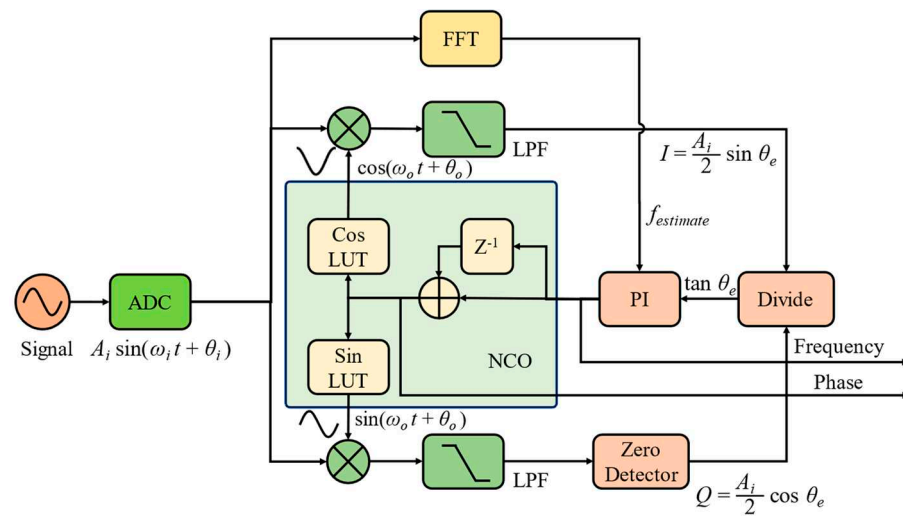 FFT
LPF
cos(ω_o t + θ_o)
I = A_i/2 sin θ_e
f_estimate
Cos
LUT
Z⁻¹
ADC
PI
tan θ_e
Divide
Signal
A_i sin(ω_i t + θ_i)
Sin
LUT
NCO
Frequency
Phase
sin(ω_o t + θ_o)
LPF
Zero
Detector
Q = A_i/2 cos θ_e